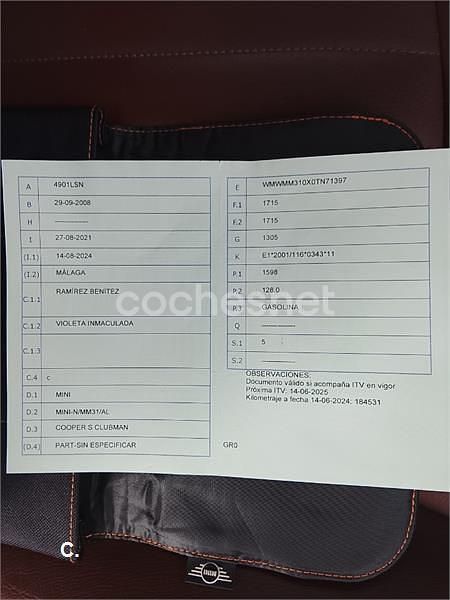 A 4901LSN
B 29-09-2008
H ----------------
I 27-08-2021
(I.1) 14-08-2024
(I.2) MÁLAGA
C.1.1 RAMÍREZ BENÍTEZ
C.1.2 VIOLETA INMACULADA
C.1.3
C.4 c
D.1 MINI
D.2 MINI-N/MM31/AL
D.3 COOPER S CLUBMAN
(D.4) PART-SIN ESPECIFICAR
E WMWMM310X0TN71397
F.1 1715
F.2 1715
G 1305
K E1*2001/116*0343*11
P.1 1598
P.2 128.0
P.3 GASOLINA
Q ----------------
S.1 5
S.2 ----------------
OBSERVACIONES:
Documento válido si acompaña ITV en vigor
Próxima ITV: 14-06-2025
Kilometraje a fecha 14-06-2024: 184531
GR0
cochesnet
C.
MINI